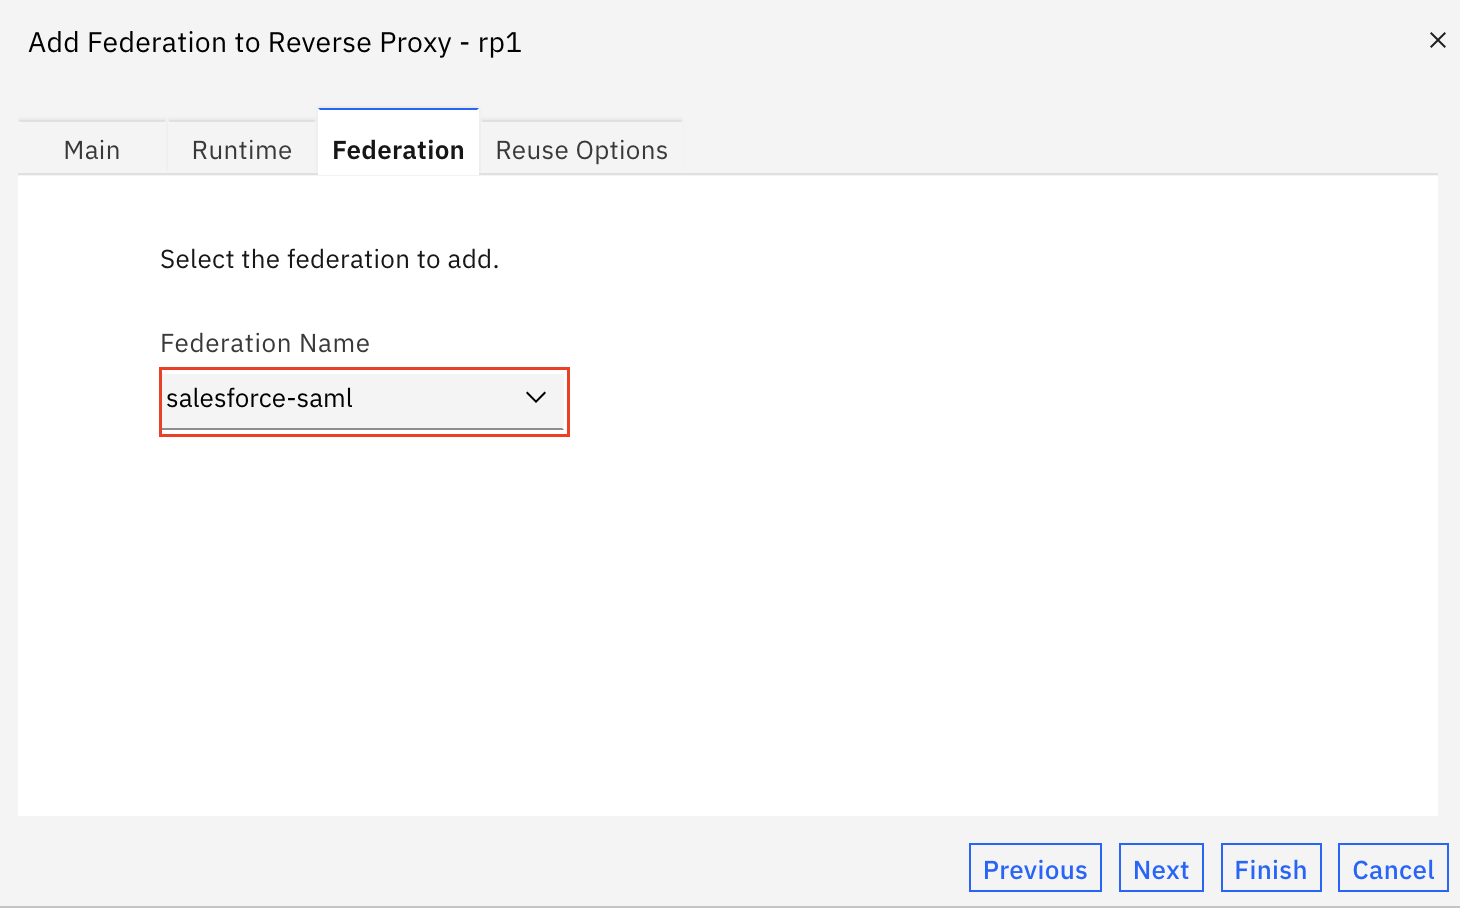 Add Federation to Reverse Proxy - rp1
Main Runtime Federation Reuse Options
Select the federation to add.
Federation Name
salesforce-saml
Previous Next Finish Cancel